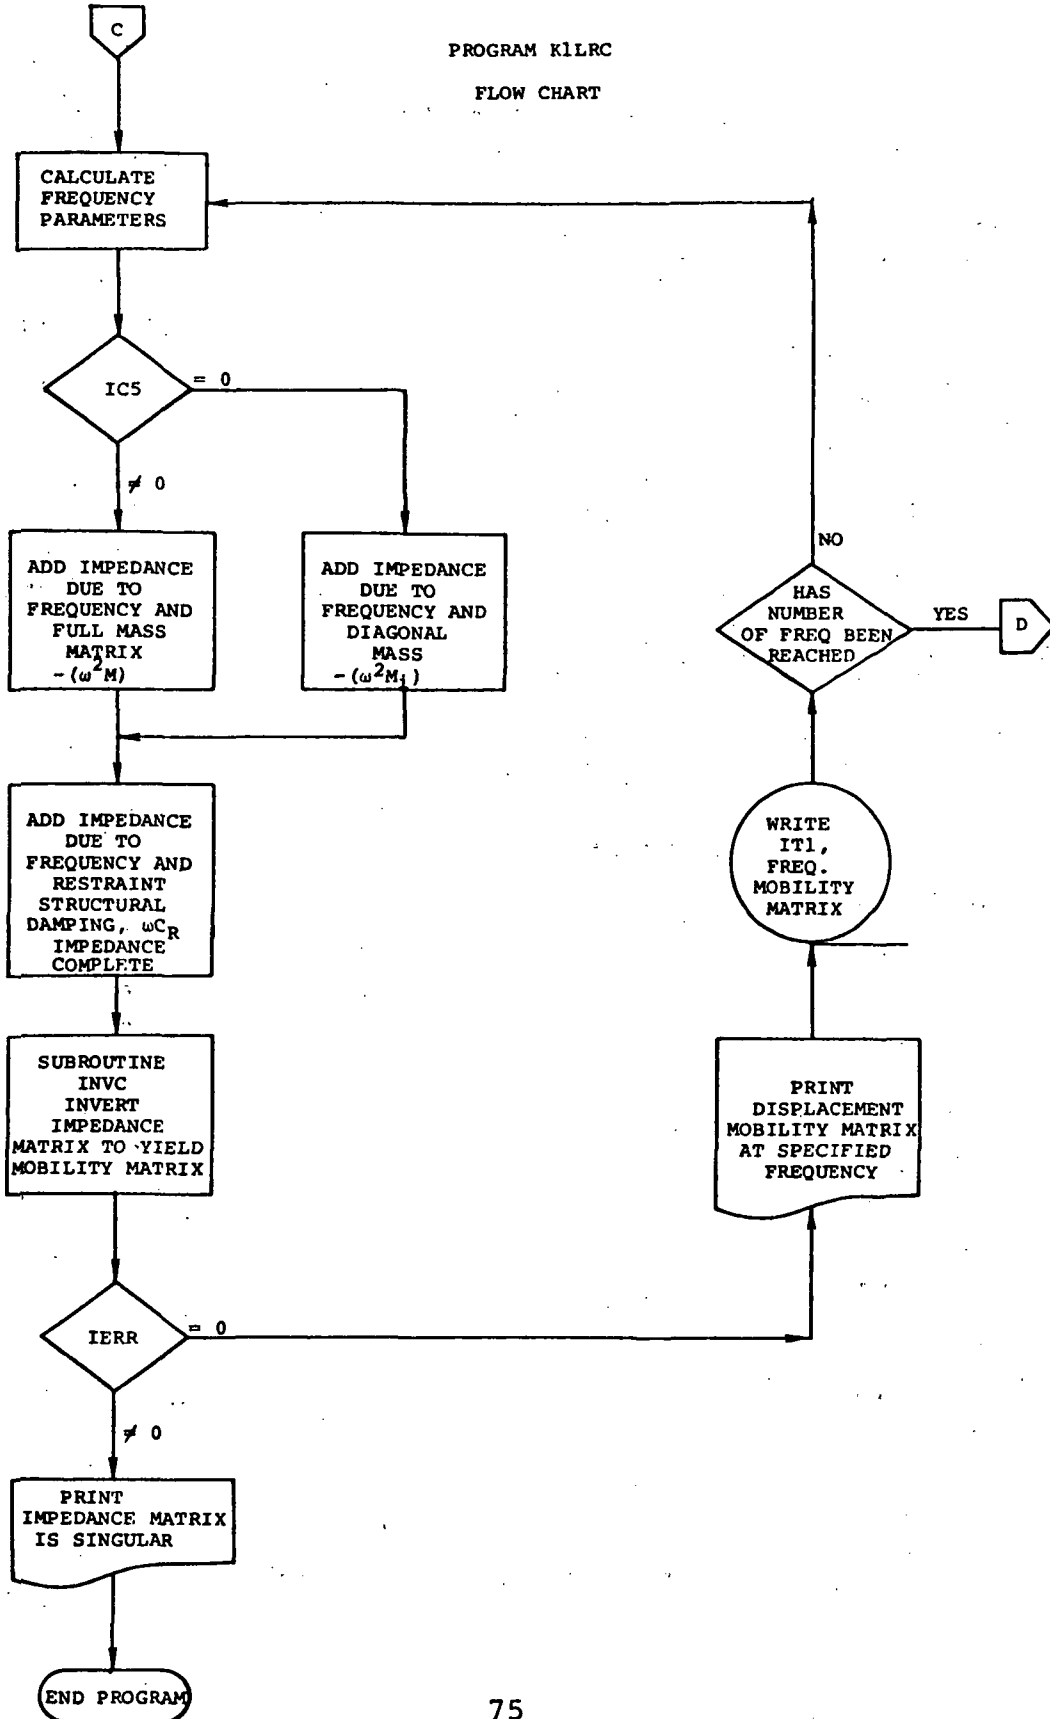 C
PROGRAM K1LRC
FLOW CHART
CALCULATE
FREQUENCY
PARAMETERS
IC5
= 0
≠ 0
ADD IMPEDANCE
DUE TO
FREQUENCY AND
FULL MASS
MATRIX
-(ω²M)
ADD IMPEDANCE
DUE TO
FREQUENCY AND
DIAGONAL
MASS
-(ω²M )
ADD IMPEDANCE
DUE TO
FREQUENCY AND
RESTRAINT
STRUCTURAL
DAMPING, ωC_R
IMPEDANCE
COMPLETE
SUBROUTINE
INVC
INVERT
IMPEDANCE
MATRIX TO YIELD
MOBILITY MATRIX
IERR
= 0
≠ 0
PRINT
IMPEDANCE MATRIX
IS SINGULAR
END PROGRAM
PRINT
DISPLACEMENT
MOBILITY MATRIX
AT SPECIFIED
FREQUENCY
WRITE
IT1,
FREQ.
MOBILITY
MATRIX
HAS
NUMBER
OF FREQ BEEN
REACHED
NO
YES
D
75